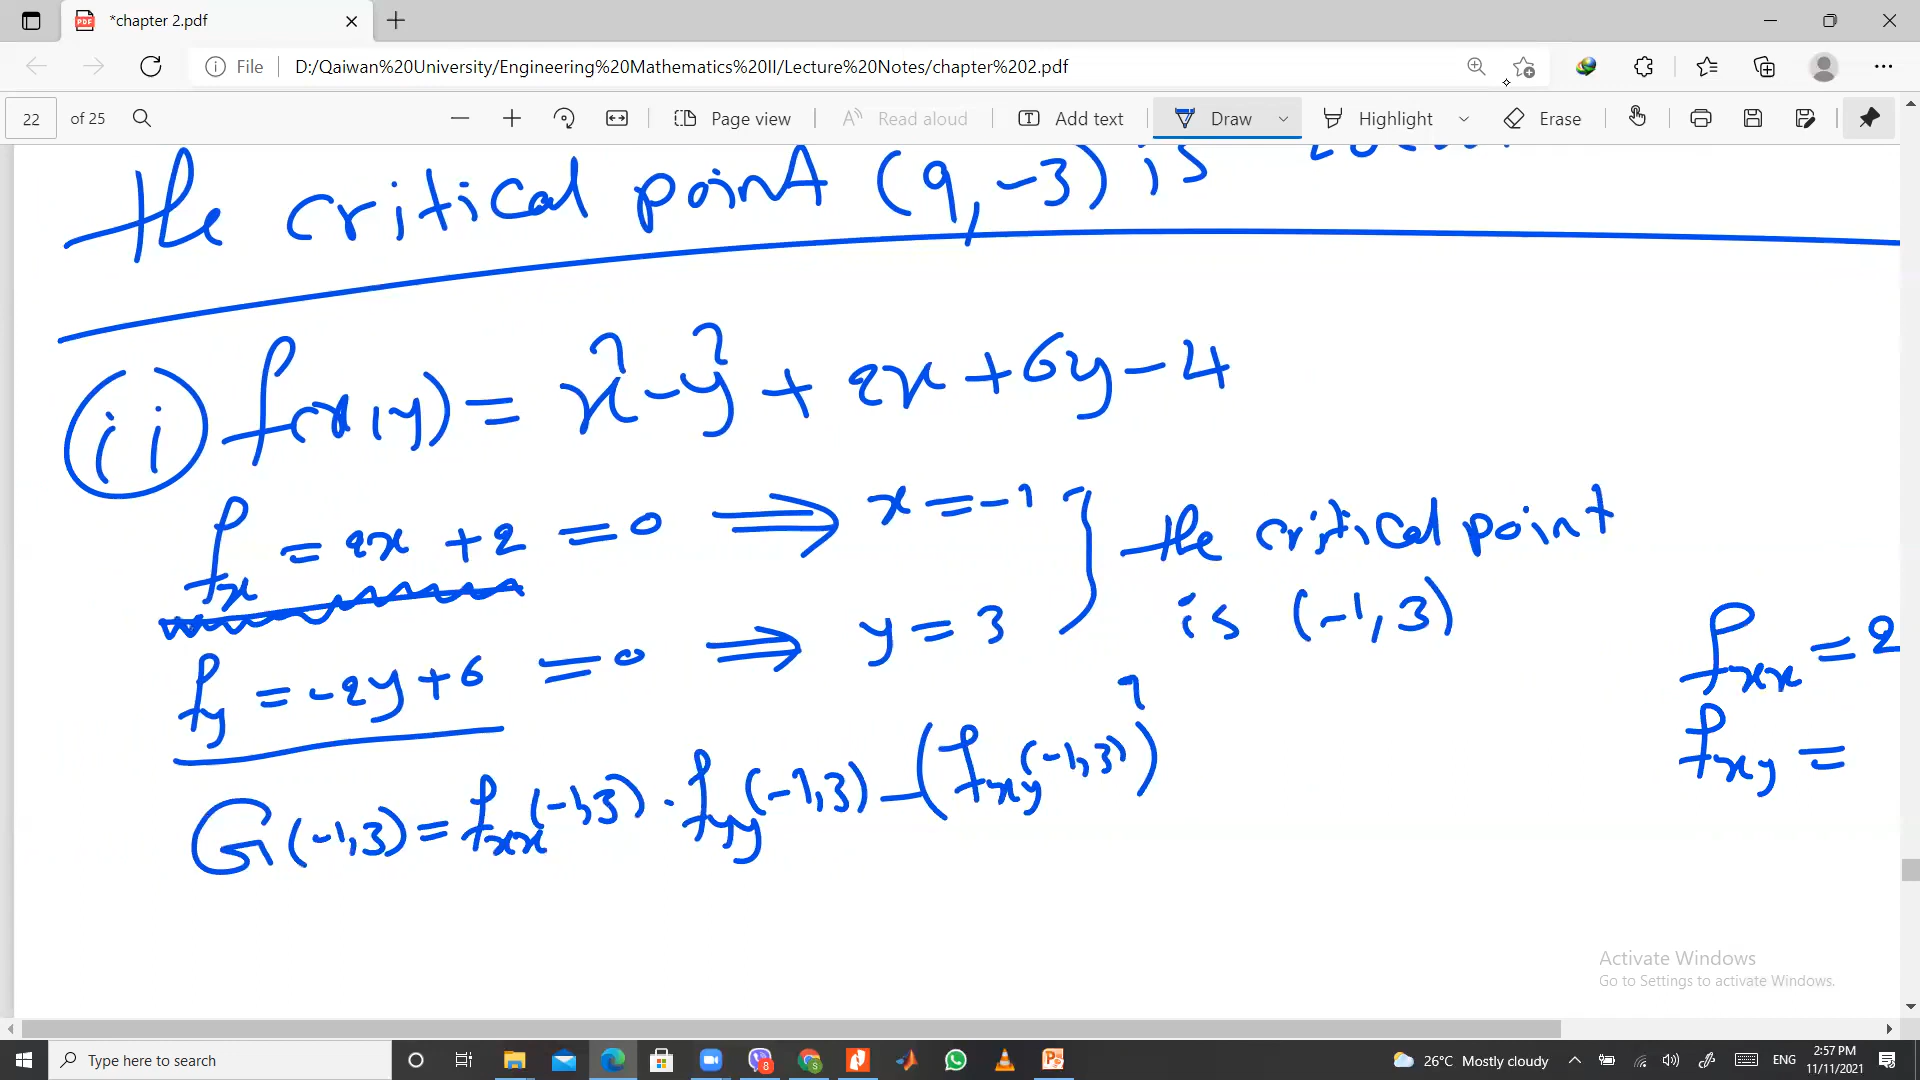 *chapter 2.pdf
File D:/Qaiwan%20University/Engineering%20Mathematics%20II/Lecture%20Notes/chapter%202.pdf
22 of 25 Page view Read aloud Add text Draw Highlight Erase
the critical point (9,-3) is
(ii) f(x,y) = x²-y²+2x+6y-4
fx = 2x+2 = 0 ⟹ x = -1 } the critical point
is (-1,3)
fy = -2y+6 = 0 ⟹ y = 3
fxx = 2
fxy =
G(-1,3) = fxx(-1,3) . fyy(-1,3) - (fxy(-1,3))²
Activate Windows
Go to Settings to activate Windows.
Type here to search 8 26°C Mostly cloudy ENG 2:57 PM
11/11/2021